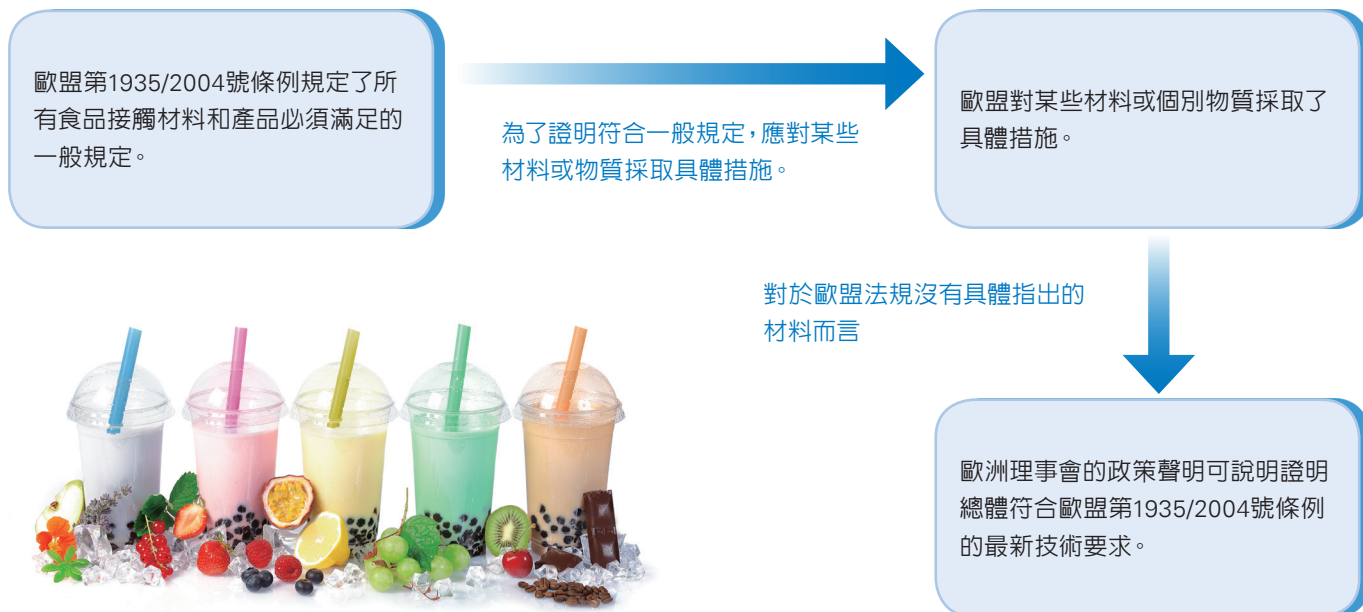 歐盟第1935/2004號條例規定了所
有食品接觸材料和產品必須滿足的
一般規定。
為了證明符合一般規定，應對某些
材料或物質採取具體措施。
歐盟對某些材料或個別物質採取了
具體措施。
對於歐盟法規沒有具體指出的
材料而言
歐洲理事會的政策聲明可說明證明
總體符合歐盟第1935/2004號條例
的最新技術要求。